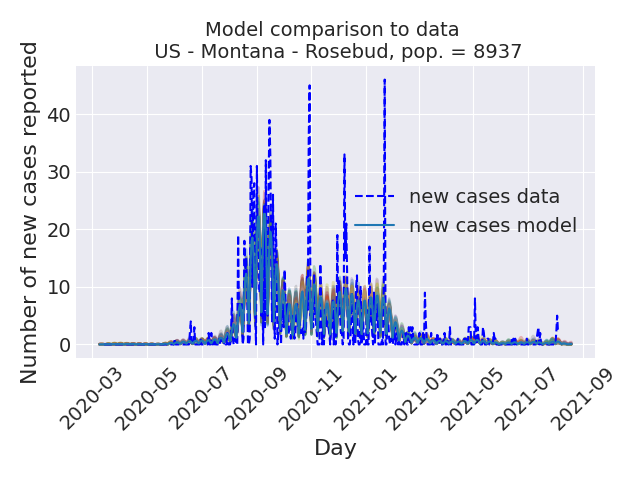 Model comparison to data
US - Montana - Rosebud, pop. = 8937
Number of new cases reported
40
30
20
10
0
new cases data
new cases model
2020-03
2020-05
2020-07
2020-09
2020-11
2021-01
2021-03
2021-05
2021-07
2021-09
Day